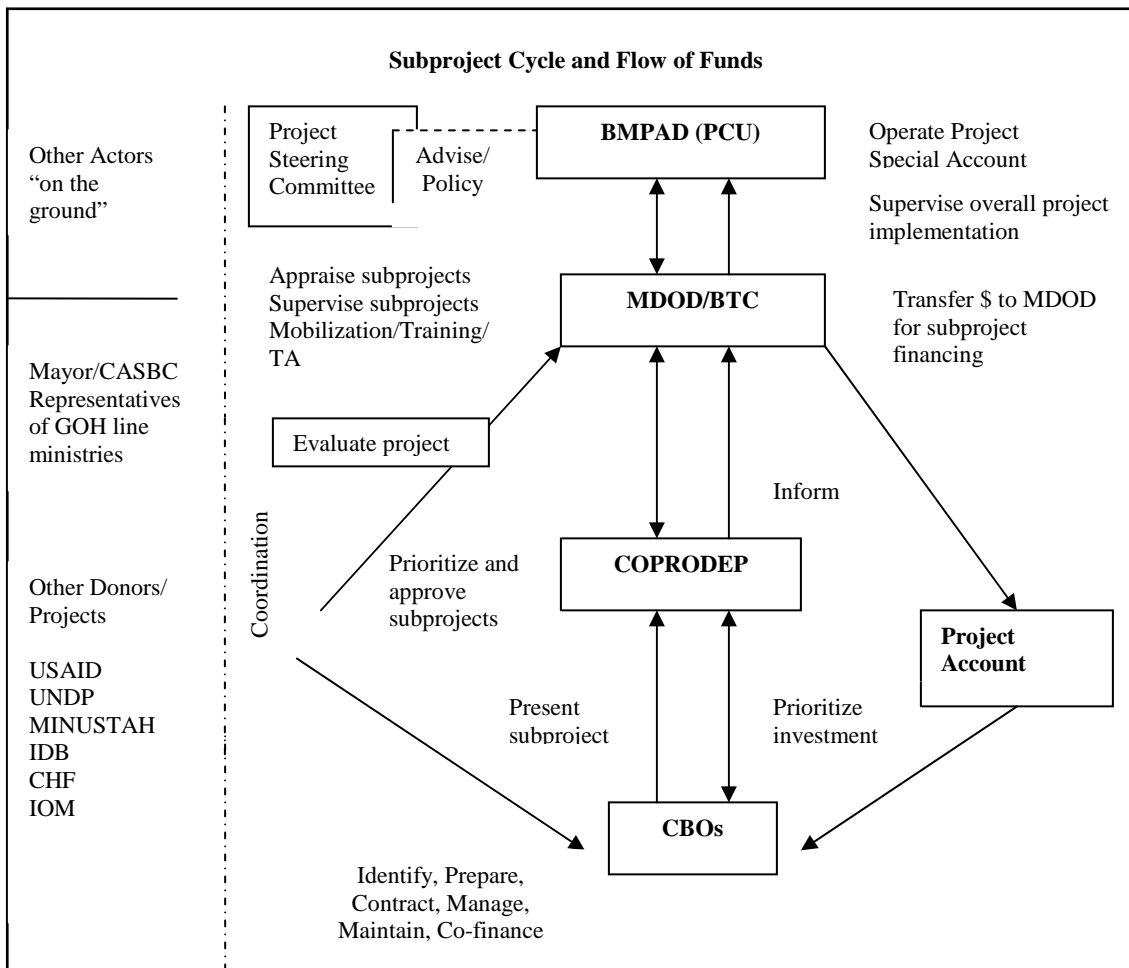 Subproject Cycle and Flow of Funds
Other Actors
“on the
ground”
Mayor/CASBC
Representatives
of GOH line
ministries
Other Donors/
Projects
USAID
UNDP
MINUSTAH
IDB
CHF
IOM
Coordination
Project
Steering
Committee
Advise/
Policy
BMPAD (PCU)
Operate Project
Special Account
Supervise overall project
implementation
Appraise subprojects
Supervise subprojects
Mobilization/Training/
TA
MDOD/BTC
Transfer $ to MDOD
for subproject
financing
Evaluate project
Inform
Prioritize and
approve
subprojects
COPRODEP
Project
Account
Present
subproject
Prioritize
investment
CBOs
Identify, Prepare,
Contract, Manage,
Maintain, Co-finance